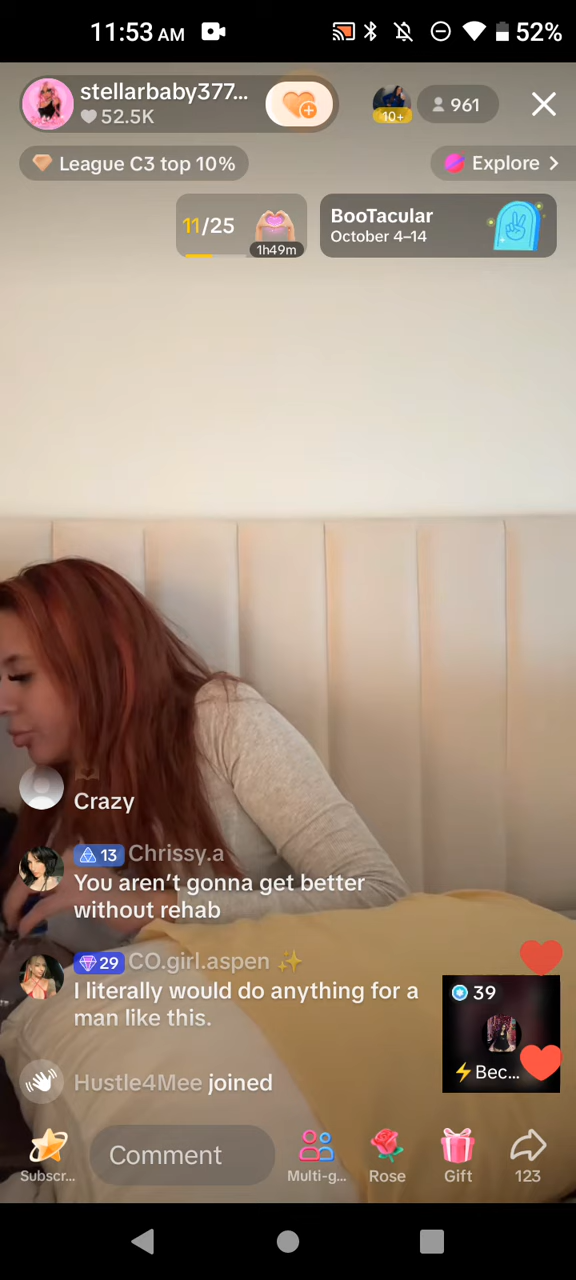 11:53 AM
52%
stellarbaby377...
52.5K
10+
961
League C3 top 10%
Explore
11/25
1h49m
BooTacular
October 4–14
Crazy
13 Chrissy.a
You aren't gonna get better
without rehab
29 CO.girl.aspen ✨
I literally would do anything for a
man like this.
39
⚡Bec...
Hustle4Mee joined
Subscr...
Comment
Multi-g...
Rose
Gift
123